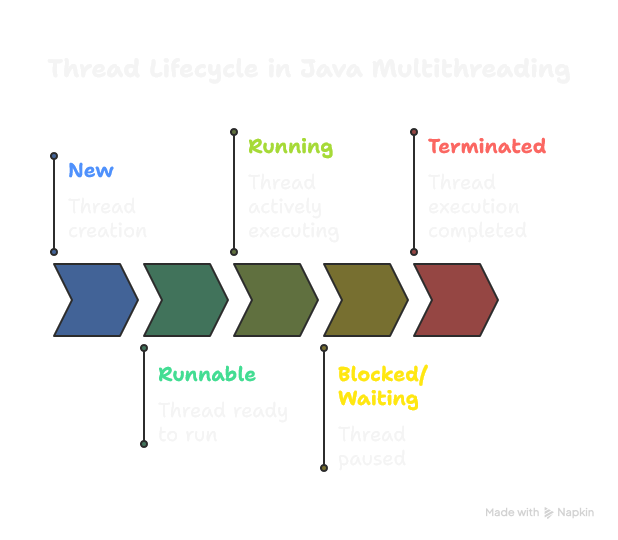 Thread Lifecycle in Java Multithreading
New
Thread
creation
Running
Thread
actively
executing
Terminated
Thread
execution
completed
Runnable
Thread ready
to run
Blocked/
Waiting
Thread
paused
Made with Napkin